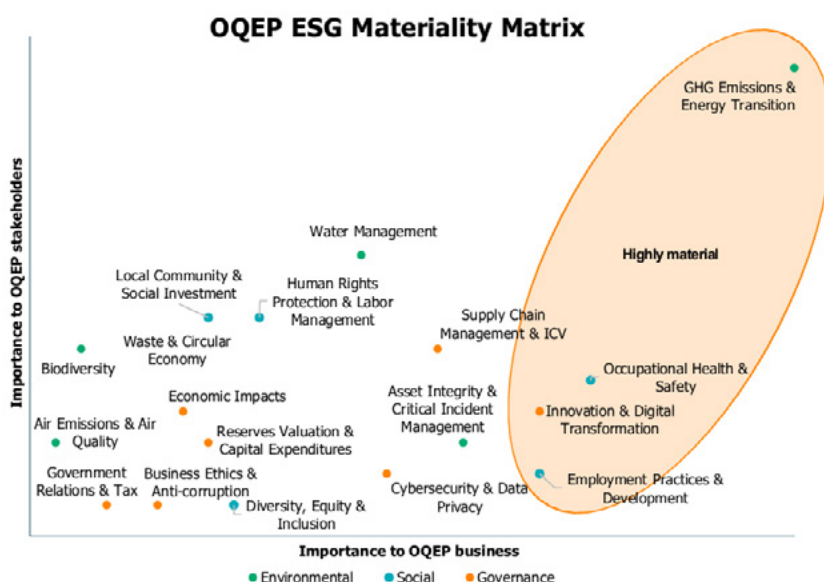 OQEP ESG Materiality Matrix
Importance to OQEP stakeholders
GHG Emissions &
Energy Transition
Water Management
Highly material
Local Community &
Social Investment
Human Rights
Protection & Labor
Management
Supply Chain
Management & ICV
Waste & Circular
Economy
Biodiversity
Occupational Health &
Safety
Economic Impacts
Asset Integrity &
Critical Incident
Management
Innovation & Digital
Transformation
Air Emissions & Air
Quality
Reserves Valuation &
Capital Expenditures
Government
Relations & Tax
Business Ethics &
Anti-corruption
Cybersecurity & Data
Privacy
Employment Practices &
Development
Diversity, Equity &
Inclusion
Importance to OQEP business
Environmental
Social
Governance